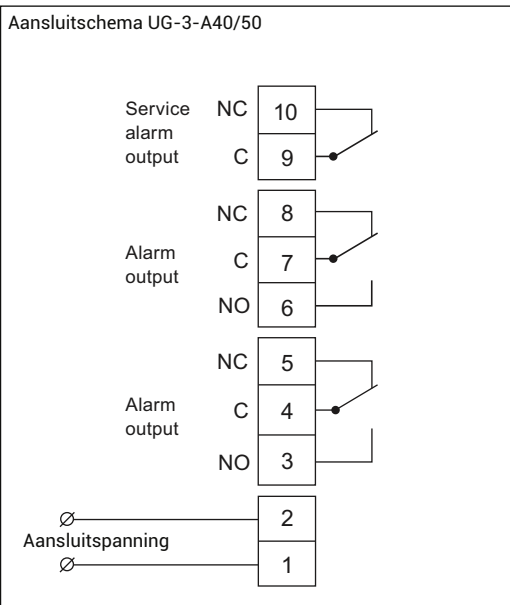 Aansluitschema UG-3-A40/50
Service alarm output
NC 10
C 9
Alarm output
NC 8
C 7
NO 6
Alarm output
NC 5
C 4
NO 3
Aansluitspanning
2
1